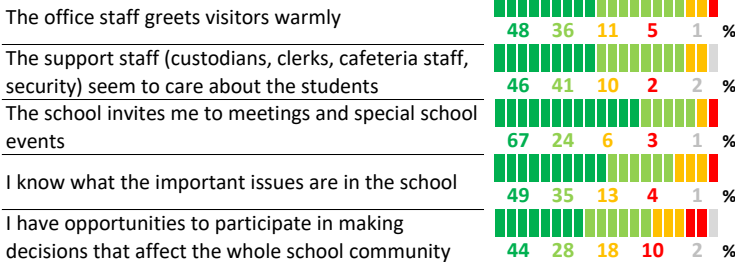 The office staff greets visitors warmly
48 36 11 5 1 %
The support staff (custodians, clerks, cafeteria staff,
security) seem to care about the students
46 41 10 2 2 %
The school invites me to meetings and special school
events
67 24 6 3 1 %
I know what the important issues are in the school
49 35 13 4 1 %
I have opportunities to participate in making
decisions that affect the whole school community
44 28 18 10 2 %